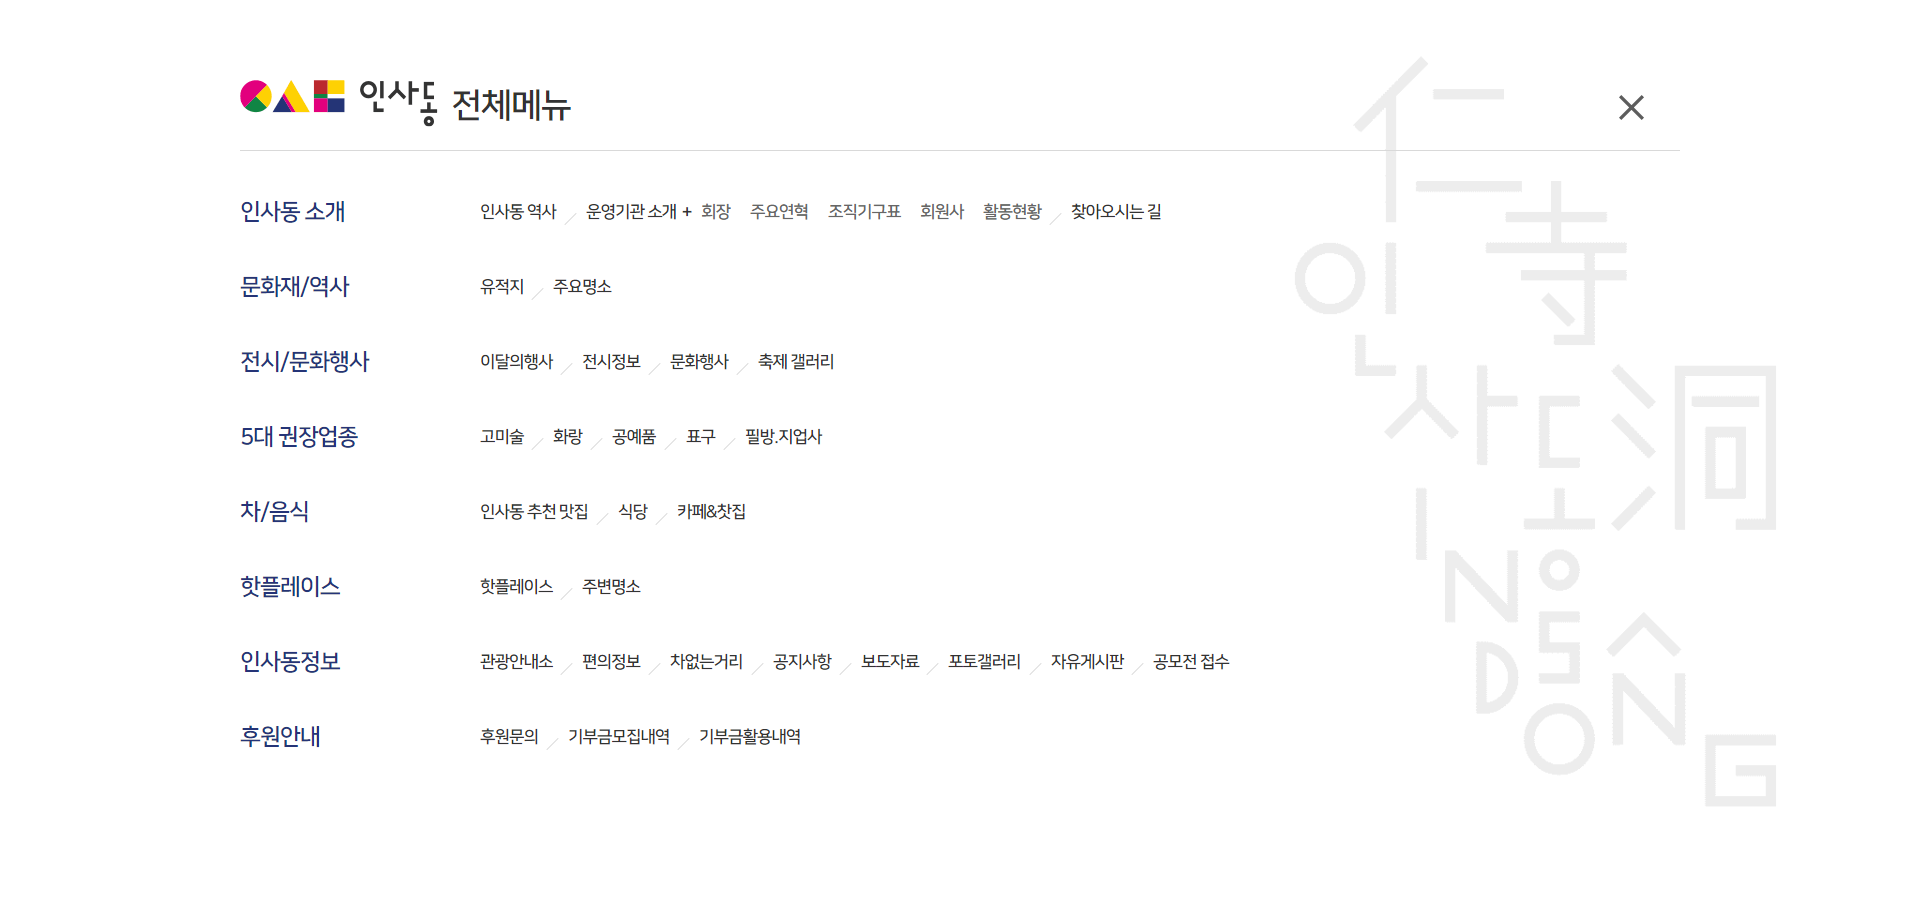 인사동 전체메뉴
인사동 소개 인사동 역사 운영기관 소개 + 회장 주요연혁 조직기구표 회원사 활동현황 찾아오시는 길
문화재/역사 유적지 주요명소
전시/문화행사 이달의행사 전시정보 문화행사 축제 갤러리
5대 권장업종 고미술 화랑 공예품 표구 필방.지업사
차/음식 인사동 추천 맛집 식당 카페&찻집
핫플레이스 핫플레이스 주변명소
인사동정보 관광안내소 편의정보 차없는거리 공지사항 보도자료 포토갤러리 자유게시판 공모전 접수
후원안내 후원문의 기부금모집내역 기부금활용내역
仁寺洞
인사동